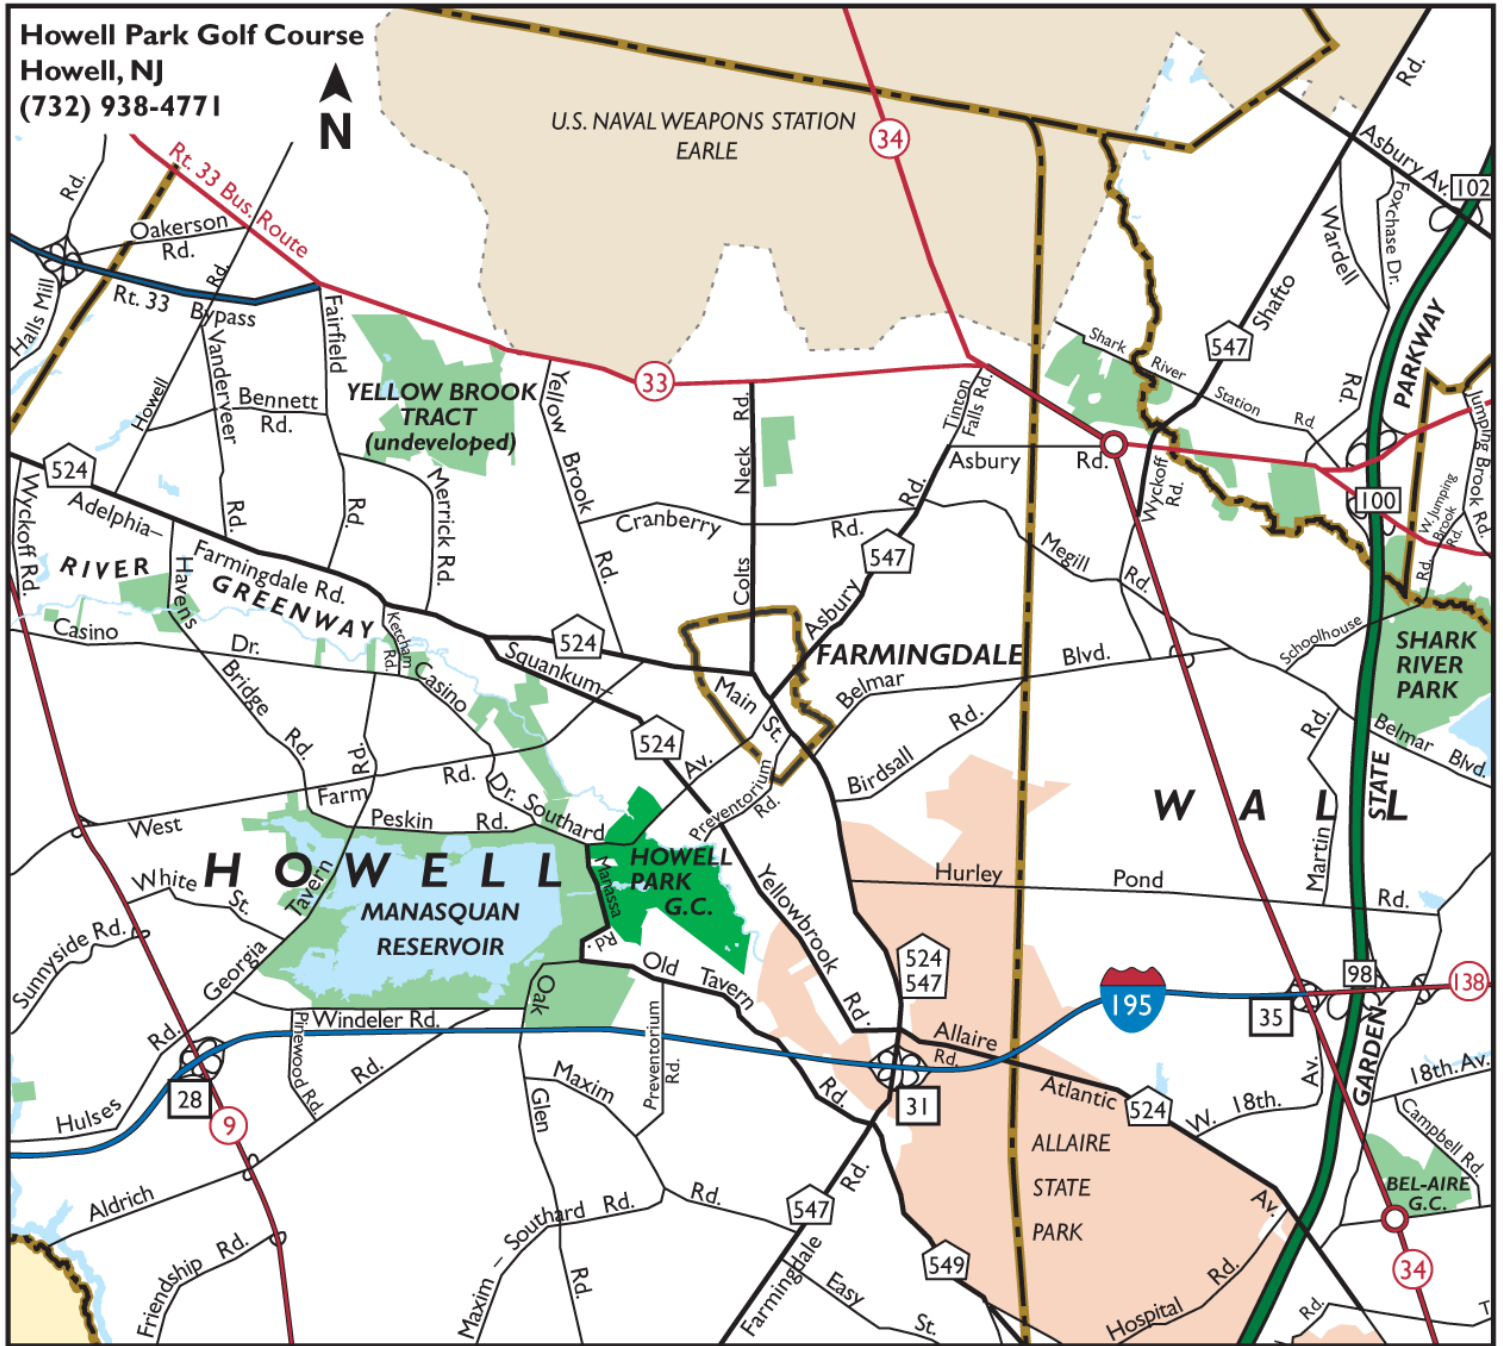 Howell Park Golf Course
Howell, NJ
(732) 938-4771
N
U.S. NAVAL WEAPONS STATION
EARLE
34
Rd.
Asbury Av.
102
Rd.
Rt. 33 Bus. Route
Oakerson
Rd.
Rd.
Foxchase Dr.
Wardell
Halls Mill
Rt. 33
Bypass
Fairfield
Shafto
547
PARKWAY
Shark
River
Station
Rd.
Rd.
Vanderveer
Howell
Bennett
Rd.
YELLOW BROOK
TRACT
(undeveloped)
33
Yellow
Brook
Rd.
Neck
Rd.
Colts
Tinton
Falls Rd.
Asbury
Rd.
Jumping Brook Rd.
524
Wyckoff Rd.
Adelphia–
Farmingdale Rd.
Rd.
Rd.
Merrick Rd.
Cranberry
Rd.
Rd.
547
Asbury
Wyckoff
Rd.
100
W. Jumping
Brook
Rd.
Rd.
Megill
Rd.
RIVER
GREENWAY
Havens
Bridge
Rd.
Casino
Dr.
Ketcham
Rd.
Casino
Dr.
524
Squankum–
FARMINGDALE
Belmar
Blvd.
Schoolhouse
SHARK
RIVER
PARK
Main
St.
524
Av.
Birdsall
Rd.
Rd.
Belmar
Blvd.
Rd.
Farm
Rd.
West
Southard
Preventorium
Rd.
Peskin
Rd.
WALL
STATE
Martin
HOWELL
HOWELL
PARK
G.C.
Manassa
Rd.
White
St.
Tavern
MANASQUAN
RESERVOIR
Yellowbrook
Rd.
Hurley
Pond
Rd.
Sunnyside Rd.
Georgia
Rd.
Old
Tavern
Rd.
524
547
195
98
138
35
Oak
Glen
Rd.
Windeler Rd.
Pinewood Rd.
Rd.
Preventorium
Rd.
Allaire
Rd.
GARDEN
28
9
Hulses
Maxim
31
Atlantic
524
Av.
W.
18th.
Av.
18th. Av.
Campbell Rd.
ALLAIRE
STATE
PARK
BEL-AIRE
G.C.
Aldrich
Friendship
Rd.
Maxim – Southard
Rd.
Rd.
547
Rd.
Farmingdale
549
Easy
St.
Hospital
Rd.
34
Rd.
T